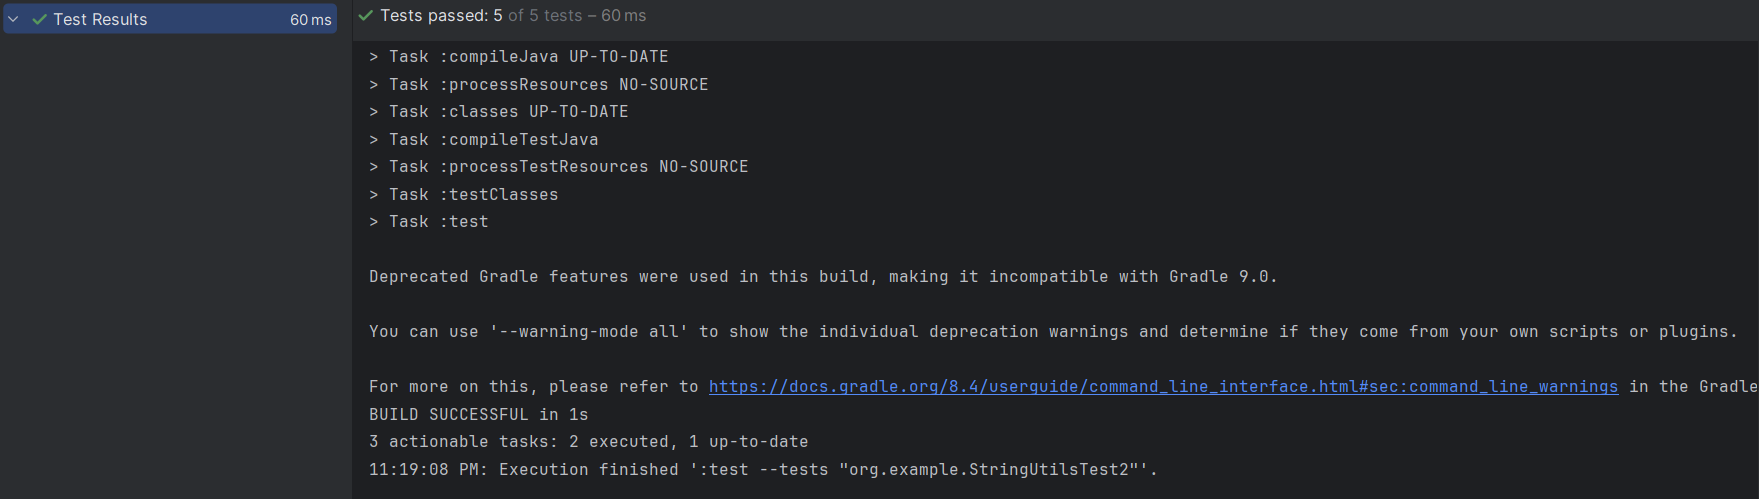 Test Results 60 ms
Tests passed: 5 of 5 tests – 60 ms
> Task :compileJava UP-TO-DATE
> Task :processResources NO-SOURCE
> Task :classes UP-TO-DATE
> Task :compileTestJava
> Task :processTestResources NO-SOURCE
> Task :testClasses
> Task :test
Deprecated Gradle features were used in this build, making it incompatible with Gradle 9.0.
You can use '--warning-mode all' to show the individual deprecation warnings and determine if they come from your own scripts or plugins.
For more on this, please refer to https://docs.gradle.org/8.4/userguide/command_line_interface.html#sec:command_line_warnings in the Gradle
BUILD SUCCESSFUL in 1s
3 actionable tasks: 2 executed, 1 up-to-date
11:19:08 PM: Execution finished ':test --tests "org.example.StringUtilsTest2"'.